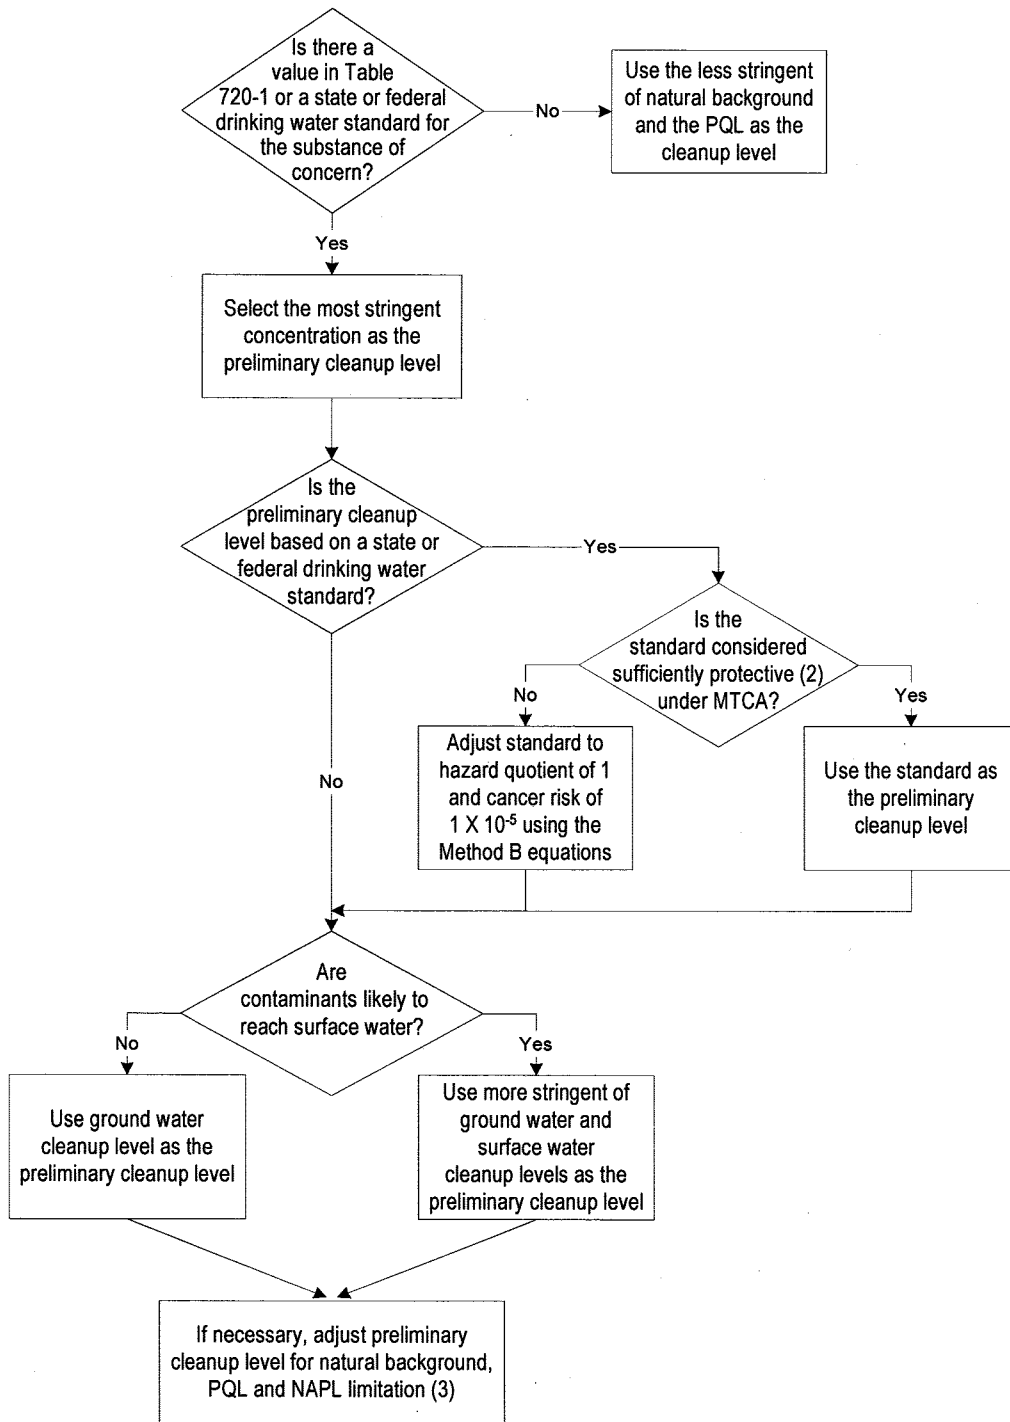 Is there a
value in Table
720-1 or a state or federal
drinking water standard for
the substance of
concern?
No
Use the less stringent
of natural background
and the PQL as the
cleanup level
Yes
Select the most stringent
concentration as the
preliminary cleanup level
Is the
preliminary cleanup
level based on a state or
federal drinking water
standard?
Yes
Is the
standard considered
sufficiently protective (2)
under MTCA?
No
Yes
Adjust standard to
hazard quotient of 1
and cancer risk of
1 X 10⁻⁵ using the
Method B equations
Use the standard as
the preliminary
cleanup level
No
Are
contaminants likely to
reach surface water?
No
Yes
Use ground water
cleanup level as the
preliminary cleanup level
Use more stringent of
ground water and
surface water
cleanup levels as the
preliminary cleanup level
If necessary, adjust preliminary
cleanup level for natural background,
PQL and NAPL limitation (3)